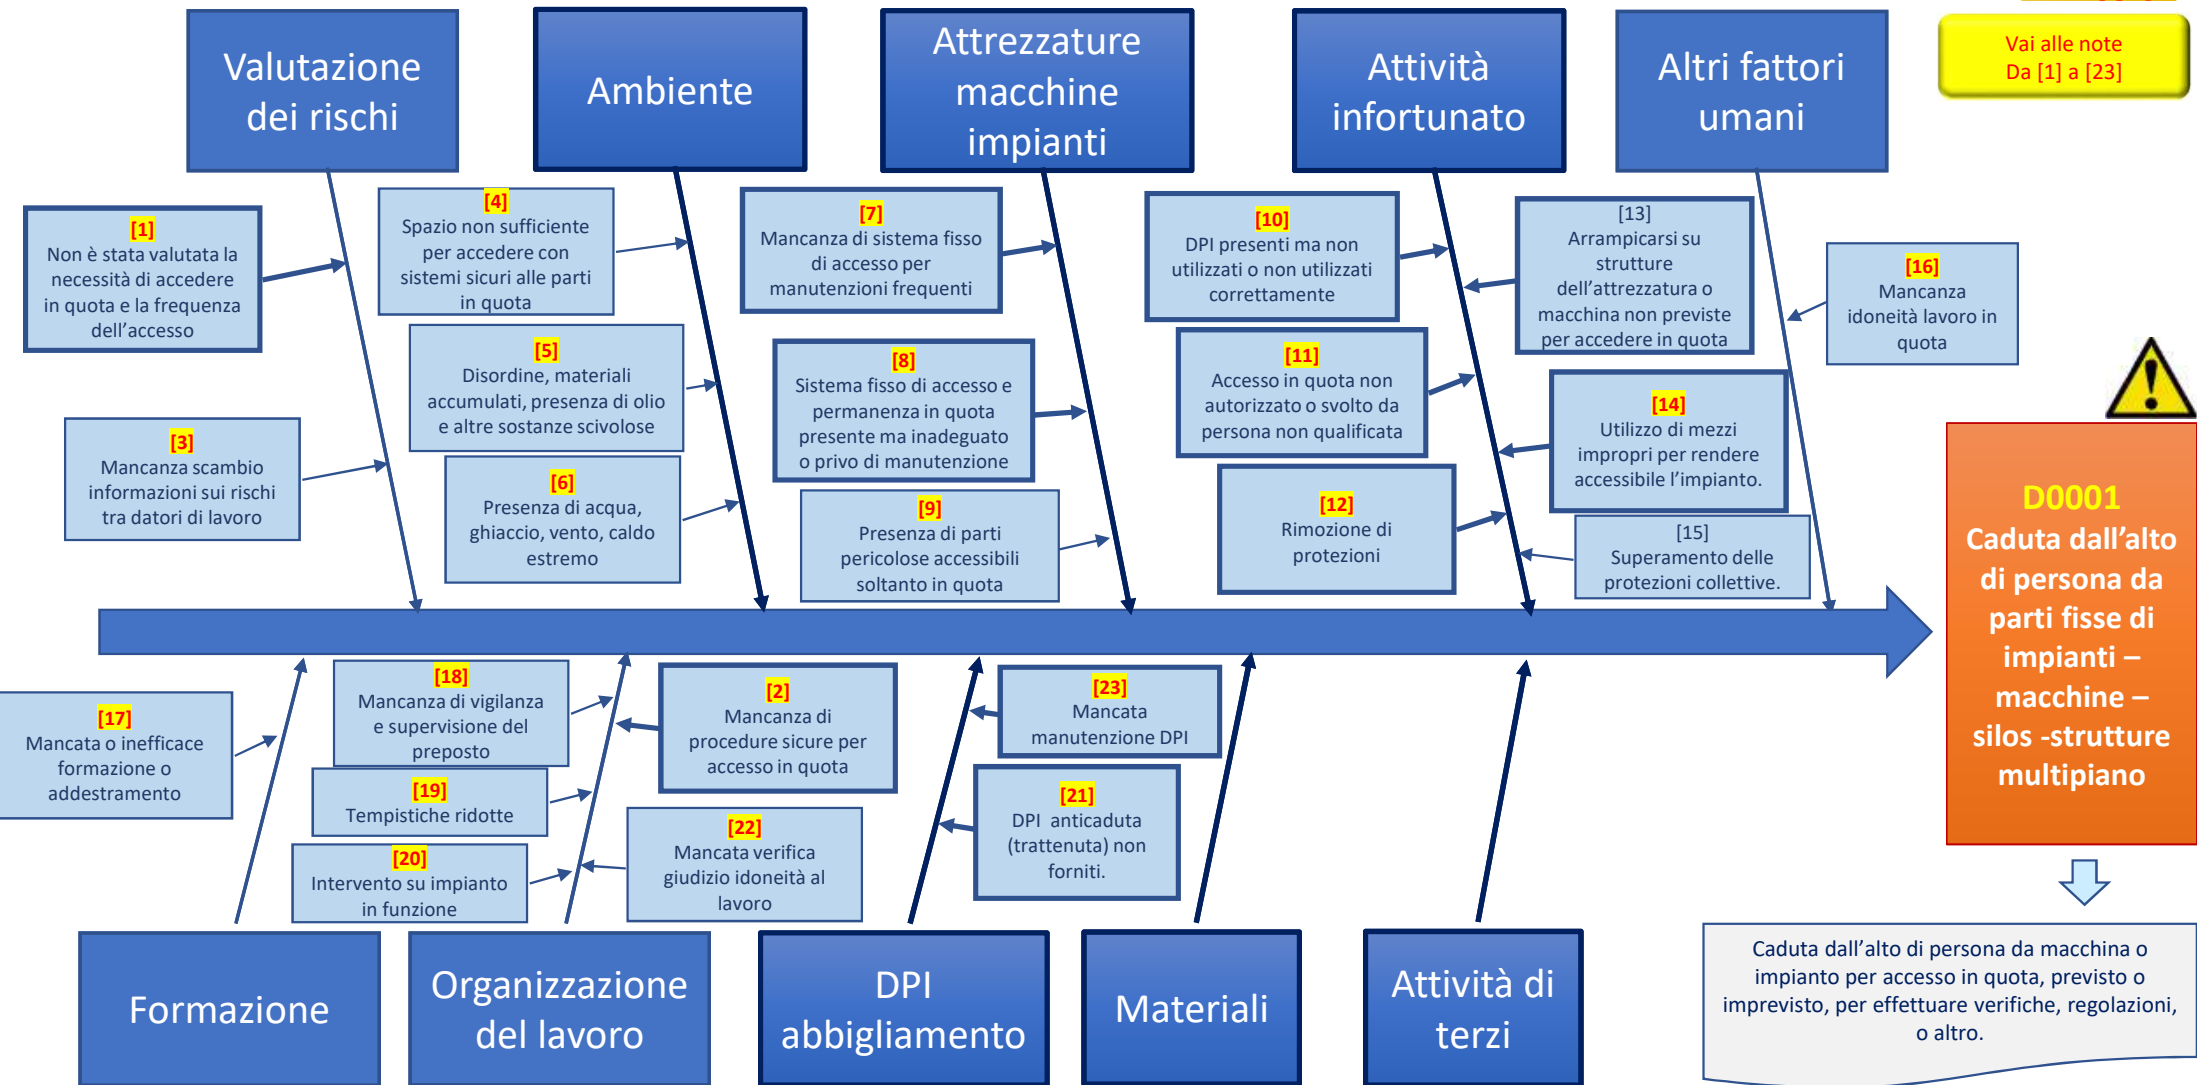 Valutazione
dei rischi
Ambiente
Attrezzature
macchine
impianti
Attività
infortunato
Altri fattori
umani
Vai alle note
Da [1] a [23]
[1]
Non è stata valutata la
necessità di accedere
in quota e la frequenza
dell'accesso
[3]
Mancanza scambio
informazioni sui rischi
tra datori di lavoro
[4]
Spazio non sufficiente
per accedere con
sistemi sicuri alle parti
in quota
[5]
Disordine, materiali
accumulati, presenza di olio
e altre sostanze scivolose
[6]
Presenza di acqua,
ghiaccio, vento, caldo
estremo
[7]
Mancanza di sistema fisso
di accesso per
manutenzioni frequenti
[8]
Sistema fisso di accesso e
permanenza in quota
presente ma inadeguato
o privo di manutenzione
[9]
Presenza di parti
pericolose accessibili
soltanto in quota
[10]
DPI presenti ma non
utilizzati o non utilizzati
correttamente
[11]
Accesso in quota non
autorizzato o svolto da
persona non qualificata
[12]
Rimozione di
protezioni
[13]
Arrampicarsi su
strutture
dell'attrezzatura o
macchina non previste
per accedere in quota
[14]
Utilizzo di mezzi
impropri per rendere
accessibile l'impianto.
[15]
Superamento delle
protezioni collettive.
[16]
Mancanza
idoneità lavoro in
quota
D0001
Caduta dall'alto
di persona da
parti fisse di
impianti –
macchine –
silos -strutture
multipiano
[17]
Mancata o inefficace
formazione o
addestramento
[18]
Mancanza di vigilanza
e supervisione del
preposto
[19]
Tempistiche ridotte
[20]
Intervento su impianto
in funzione
[2]
Mancanza di
procedure sicure per
accesso in quota
[22]
Mancata verifica
giudizio idoneità al
lavoro
[23]
Mancata
manutenzione DPI
[21]
DPI anticaduta
(trattenuta) non
forniti.
Formazione
Organizzazione
del lavoro
DPI
abbigliamento
Materiali
Attività di
terzi
Caduta dall'alto di persona da macchina o
impianto per accesso in quota, previsto o
imprevisto, per effettuare verifiche, regolazioni,
o altro.